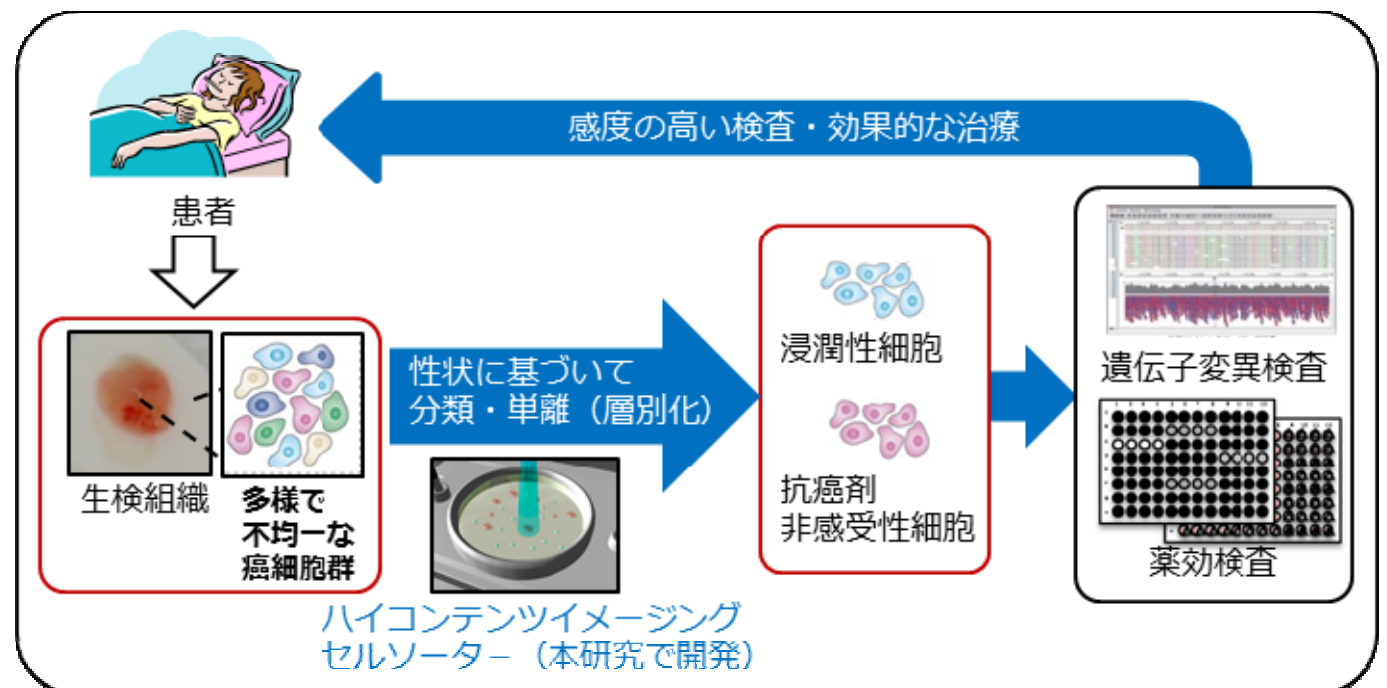 感度の高い検査・効果的な治療
患者
性状に基づいて
分類・単離（層別化）
生検組織
多様で
不均一な
癌細胞群
ハイコンテンツイメージング
セルソーター（本研究で開発）
浸潤性細胞
抗癌剤
非感受性細胞
遺伝子変異検査
薬効検査